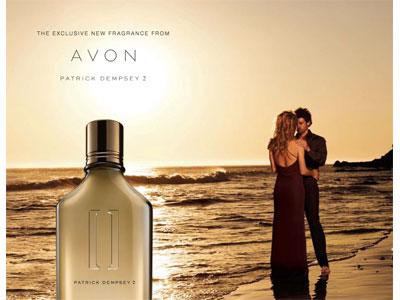 THE EXCLUSIVE NEW FRAGRANCE FROM
AVON
PATRICK DEMPSEY 2
PATRICK DEMPSEY 2